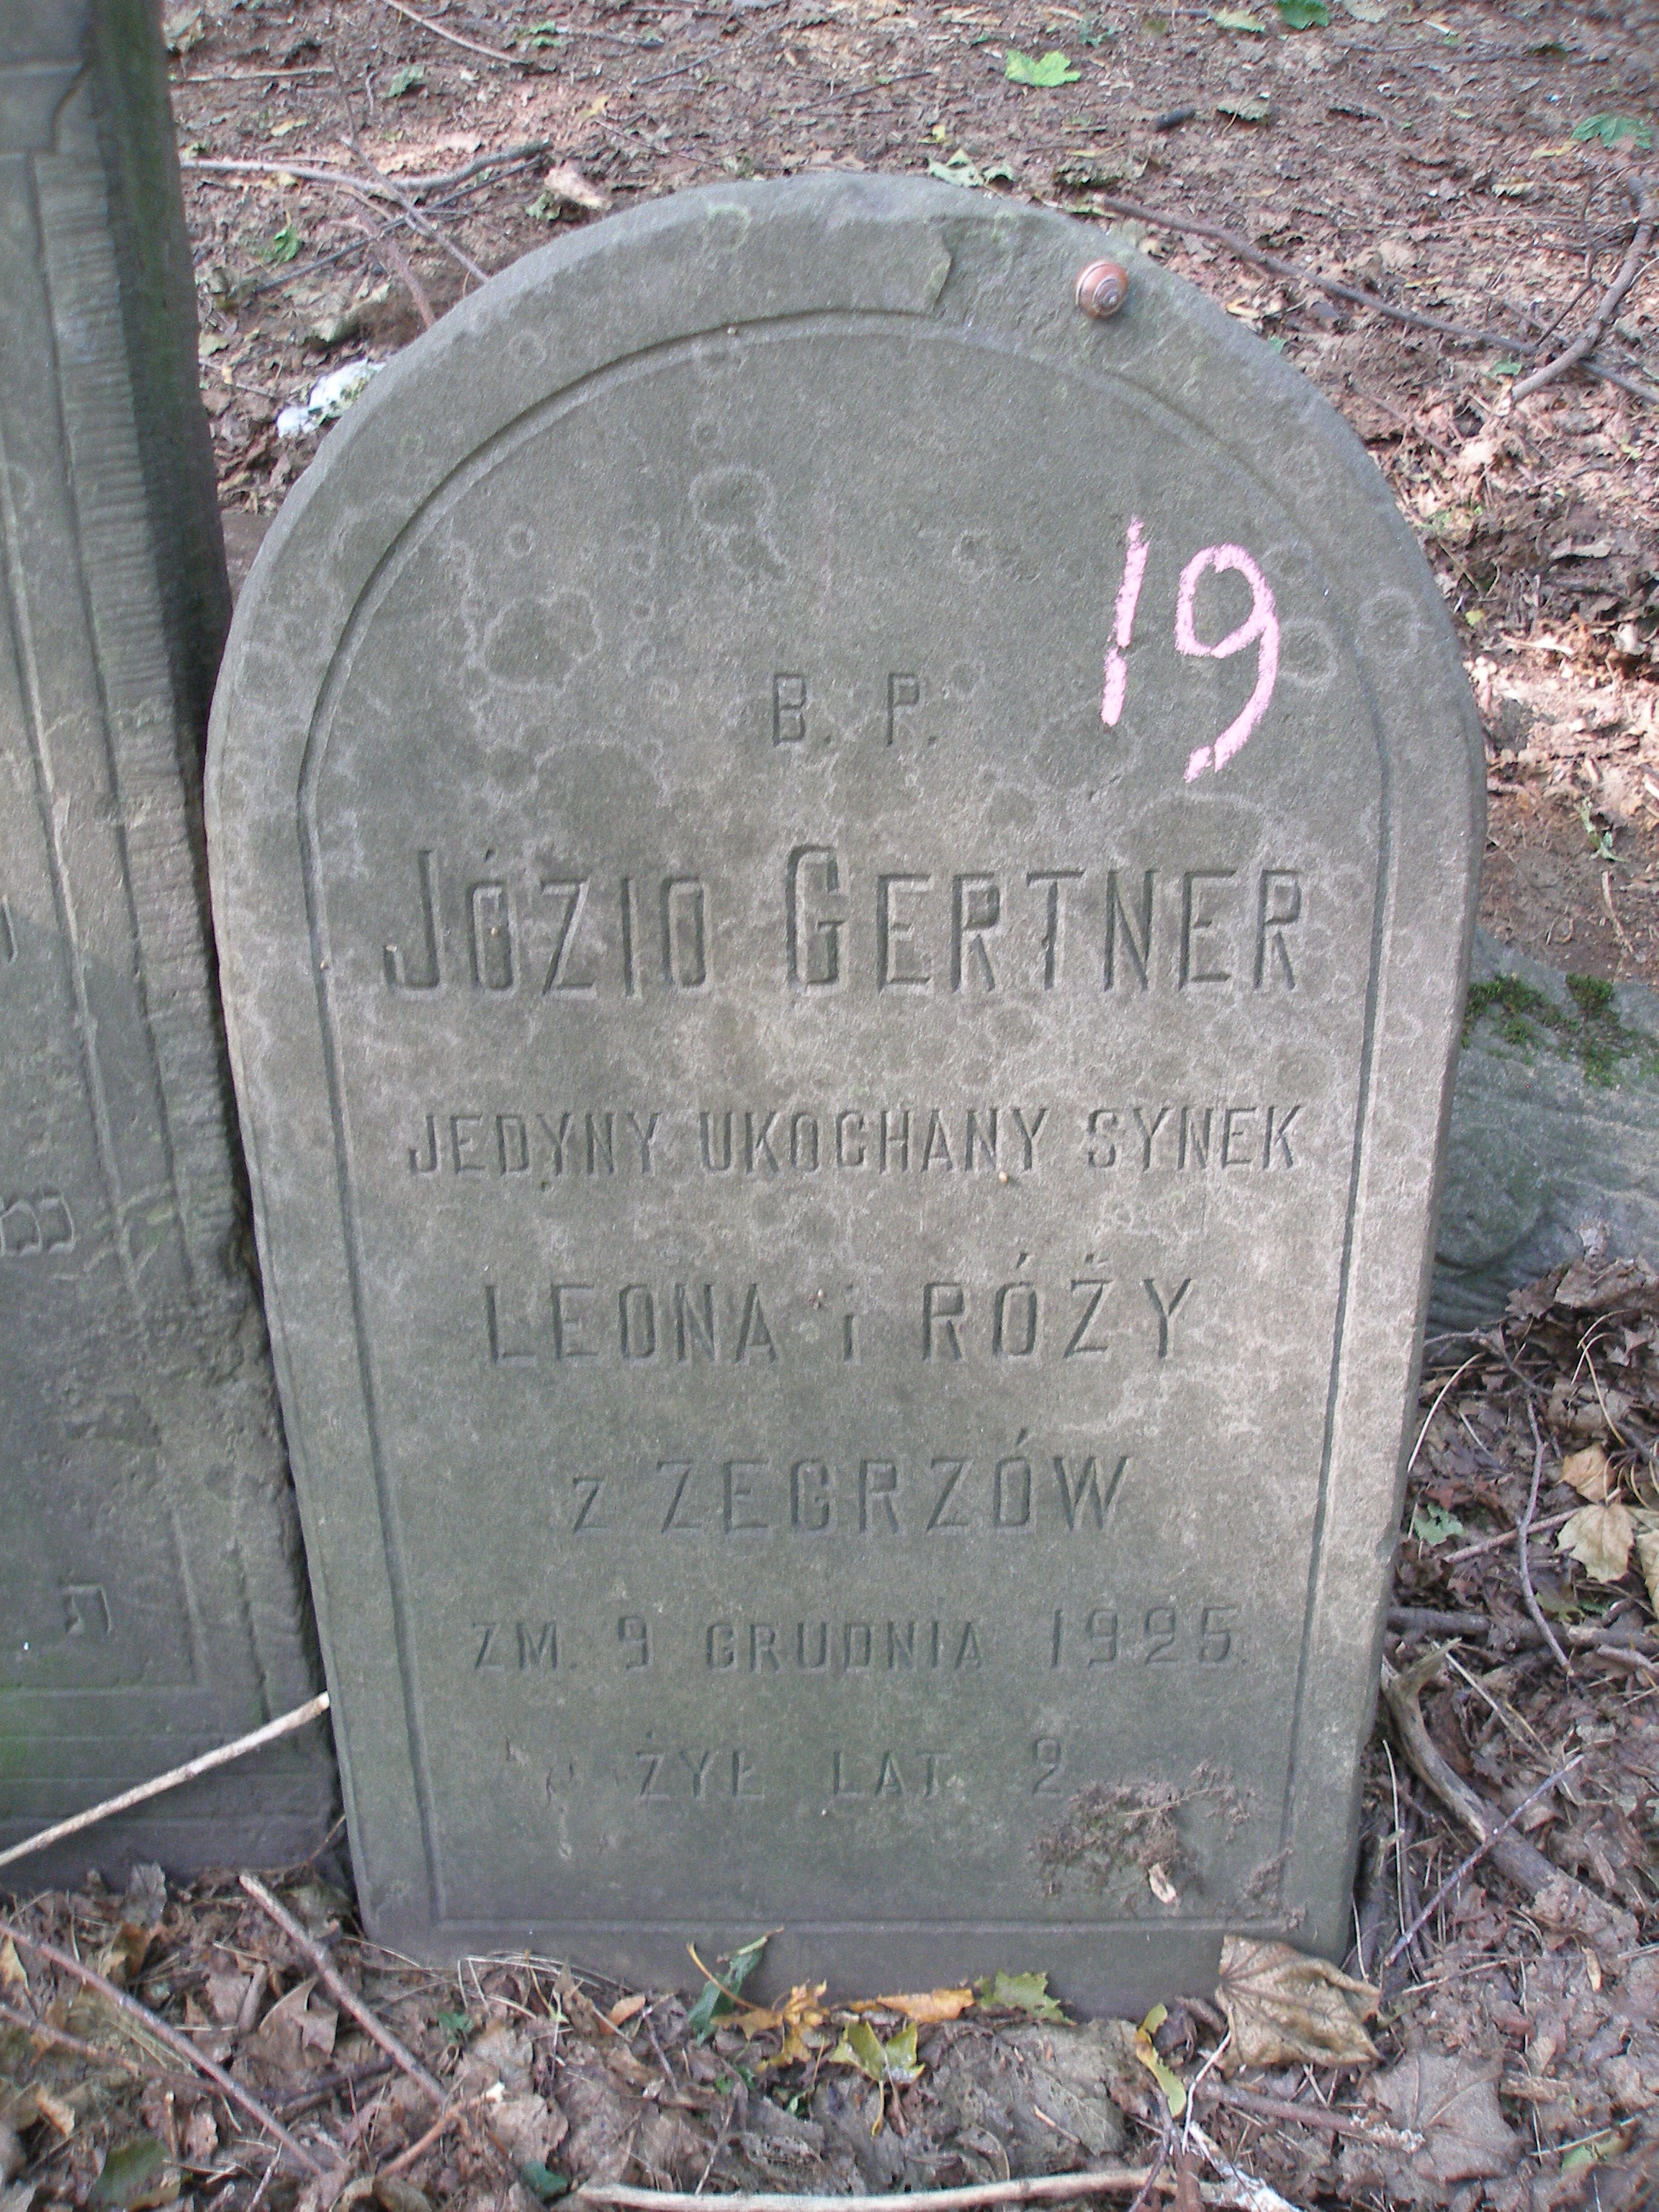 19
B. P.
JÓZIO GERTNER
JEDYNY UKOCHANY SYNEK
LEONA i RÓŻY
z ZEGRZÓW
ZM. 9 GRUDNIA 1925.
ŻYŁ LAT 2